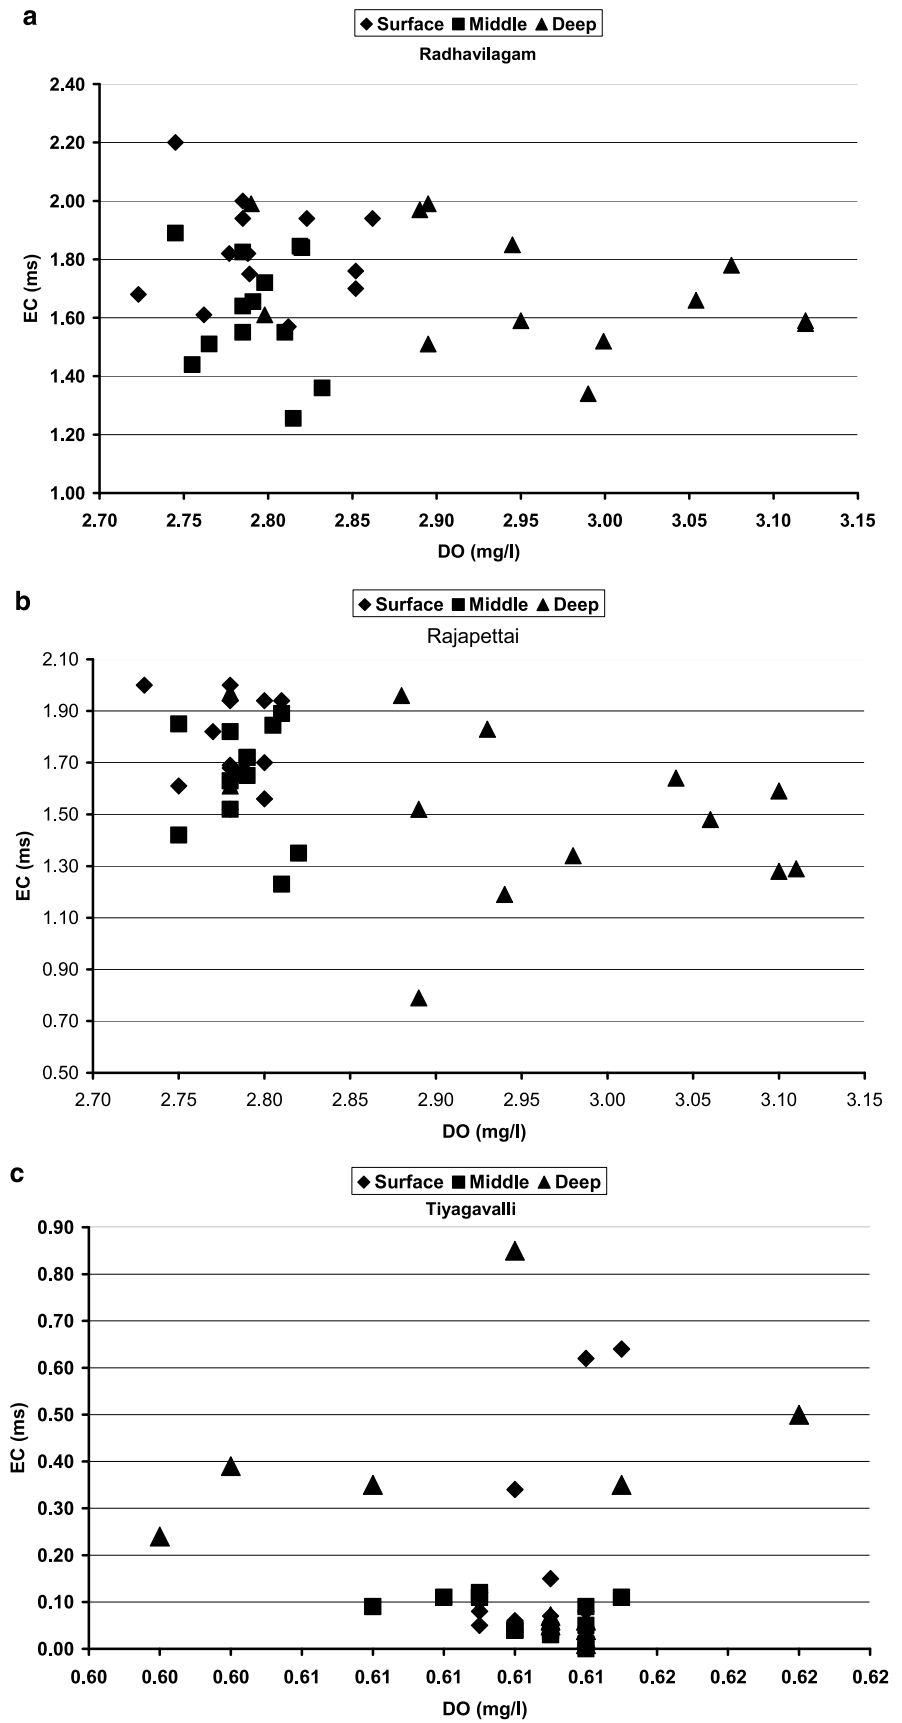 a
Surface Middle Deep
Radhavilagam
2.40
2.20
2.00
1.80
1.60
1.40
1.20
1.00
EC (ms)
2.70 2.75 2.80 2.85 2.90 2.95 3.00 3.05 3.10 3.15
DO (mg/l)
b
Surface Middle Deep
Rajapettai
2.10
1.90
1.70
1.50
1.30
1.10
0.90
0.70
0.50
EC (ms)
2.70 2.75 2.80 2.85 2.90 2.95 3.00 3.05 3.10 3.15
DO (mg/l)
c
Surface Middle Deep
Tiyagavalli
0.90
0.80
0.70
0.60
0.50
0.40
0.30
0.20
0.10
0.00
EC (ms)
0.60 0.60 0.60 0.61 0.61 0.61 0.61 0.61 0.62 0.62 0.62 0.62
DO (mg/l)